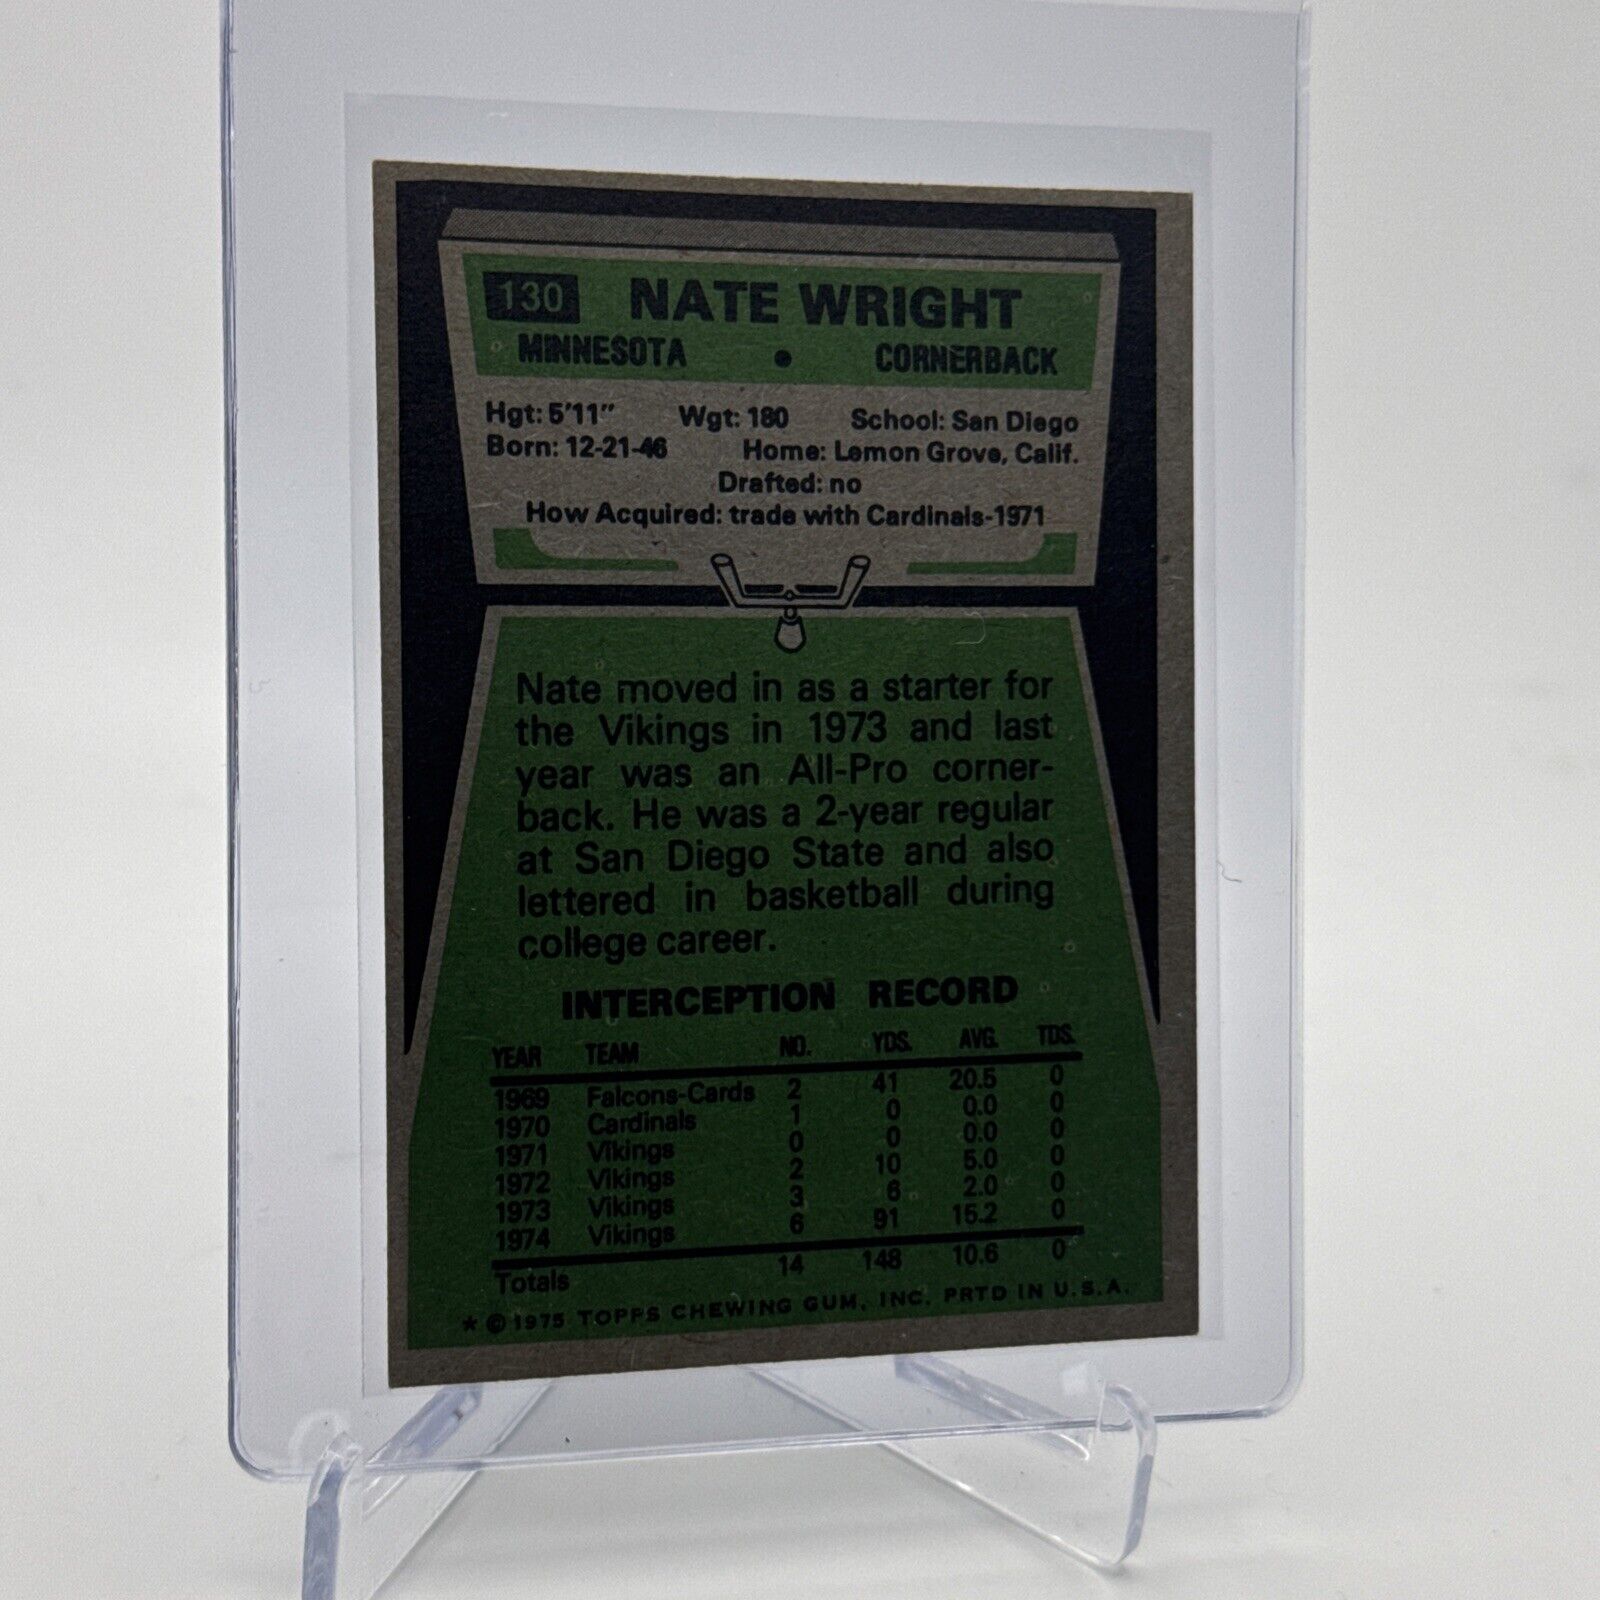 130 NATE WRIGHT
MINNESOTA • CORNERBACK
Hgt: 5'11" Wgt: 180 School: San Diego
Born: 12-21-46 Home: Lemon Grove, Calif.
Drafted: no
How Acquired: trade with Cardinals-1971
Nate moved in as a starter for
the Vikings in 1973 and last
year was an All-Pro corner-
back. He was a 2-year regular
at San Diego State and also
lettered in basketball during
college career.
INTERCEPTION RECORD
YEAR TEAM NO. YDS. AVG. TDS.
1969 Falcons-Cards 2 41 20.5 0
1970 Cardinals 1 0 0.0 0
1971 Vikings 0 0 0.0 0
1972 Vikings 2 10 5.0 0
1973 Vikings 3 6 2.0 0
1974 Vikings 6 91 15.2 0
Totals 14 148 10.6 0
★ © 1975 TOPPS CHEWING GUM, INC. PRTD IN U.S.A.